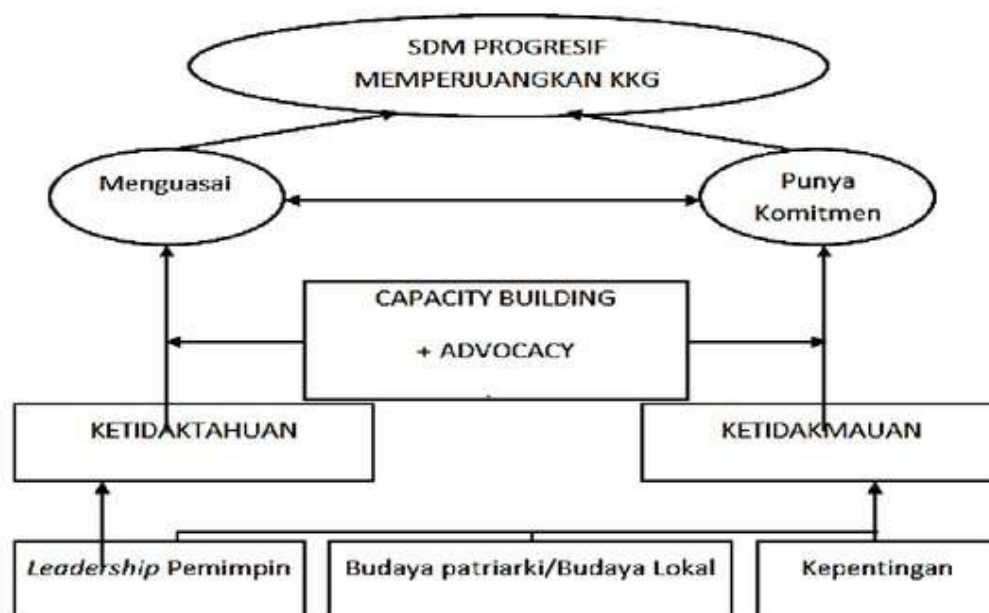 SDM PROGRESIF
MEMPERJUANGKAN KKG
Menguasai
Punya
Komitmen
CAPACITY BUILDING
+ ADVOCACY
KETIDAKTAHUAN
KETIDAKMAUAN
Leadership Pemimpin
Budaya patriarki/Budaya Lokal
Kepentingan